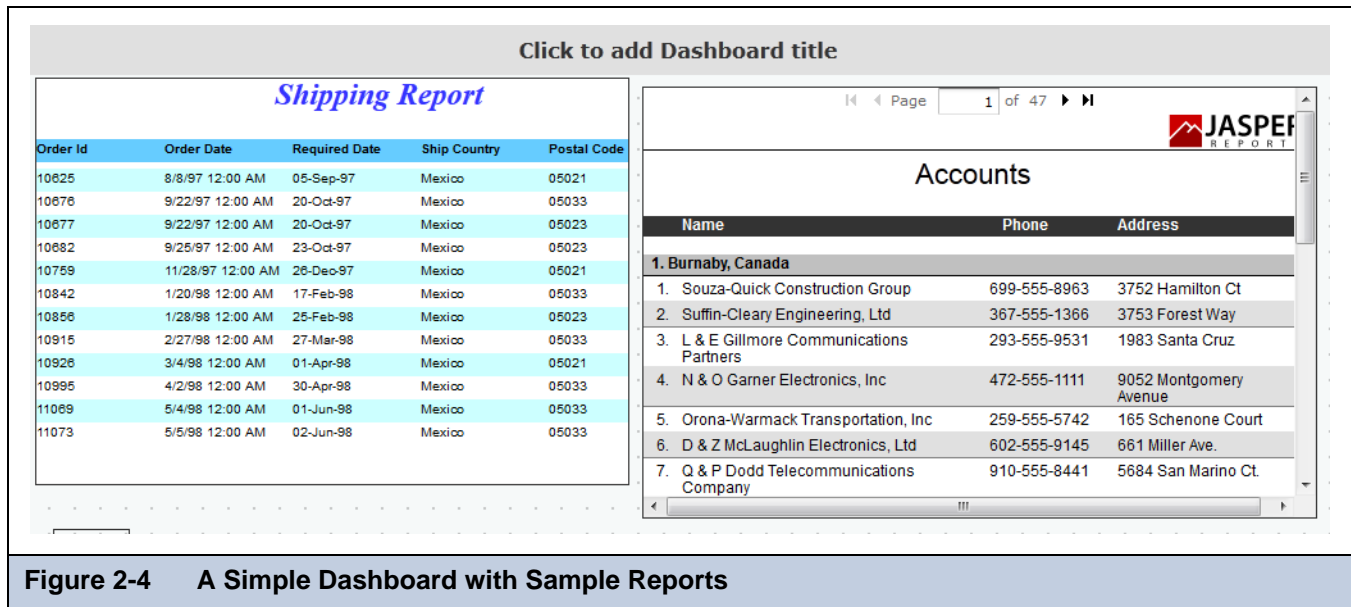 Click to add Dashboard title
Shipping Report
Order Id Order Date Required Date Ship Country Postal Code
10625 8/8/97 12:00 AM 05-Sep-97 Mexico 05021
10676 9/22/97 12:00 AM 20-Oct-97 Mexico 05033
10677 9/22/97 12:00 AM 20-Oct-97 Mexico 05023
10682 9/25/97 12:00 AM 23-Oct-97 Mexico 05023
10759 11/28/97 12:00 AM 26-Dec-97 Mexico 05021
10842 1/20/98 12:00 AM 17-Feb-98 Mexico 05033
10856 1/28/98 12:00 AM 25-Feb-98 Mexico 05023
10915 2/27/98 12:00 AM 27-Mar-98 Mexico 05033
10926 3/4/98 12:00 AM 01-Apr-98 Mexico 05021
10995 4/2/98 12:00 AM 30-Apr-98 Mexico 05033
11069 5/4/98 12:00 AM 01-Jun-98 Mexico 05033
11073 5/5/98 12:00 AM 02-Jun-98 Mexico 05033
Page 1 of 47
JASPER
REPORT
Accounts
Name Phone Address
1. Burnaby, Canada
1. Souza-Quick Construction Group 699-555-8963 3752 Hamilton Ct
2. Suffin-Cleary Engineering, Ltd 367-555-1366 3753 Forest Way
3. L & E Gillmore Communications 293-555-9531 1983 Santa Cruz
Partners
4. N & O Garner Electronics, Inc 472-555-1111 9052 Montgomery
Avenue
5. Orona-Warmack Transportation, Inc 259-555-5742 165 Schenone Court
6. D & Z McLaughlin Electronics, Ltd 602-555-9145 661 Miller Ave.
7. Q & P Dodd Telecommunications 910-555-8441 5684 San Marino Ct.
Company
Figure 2-4 A Simple Dashboard with Sample Reports